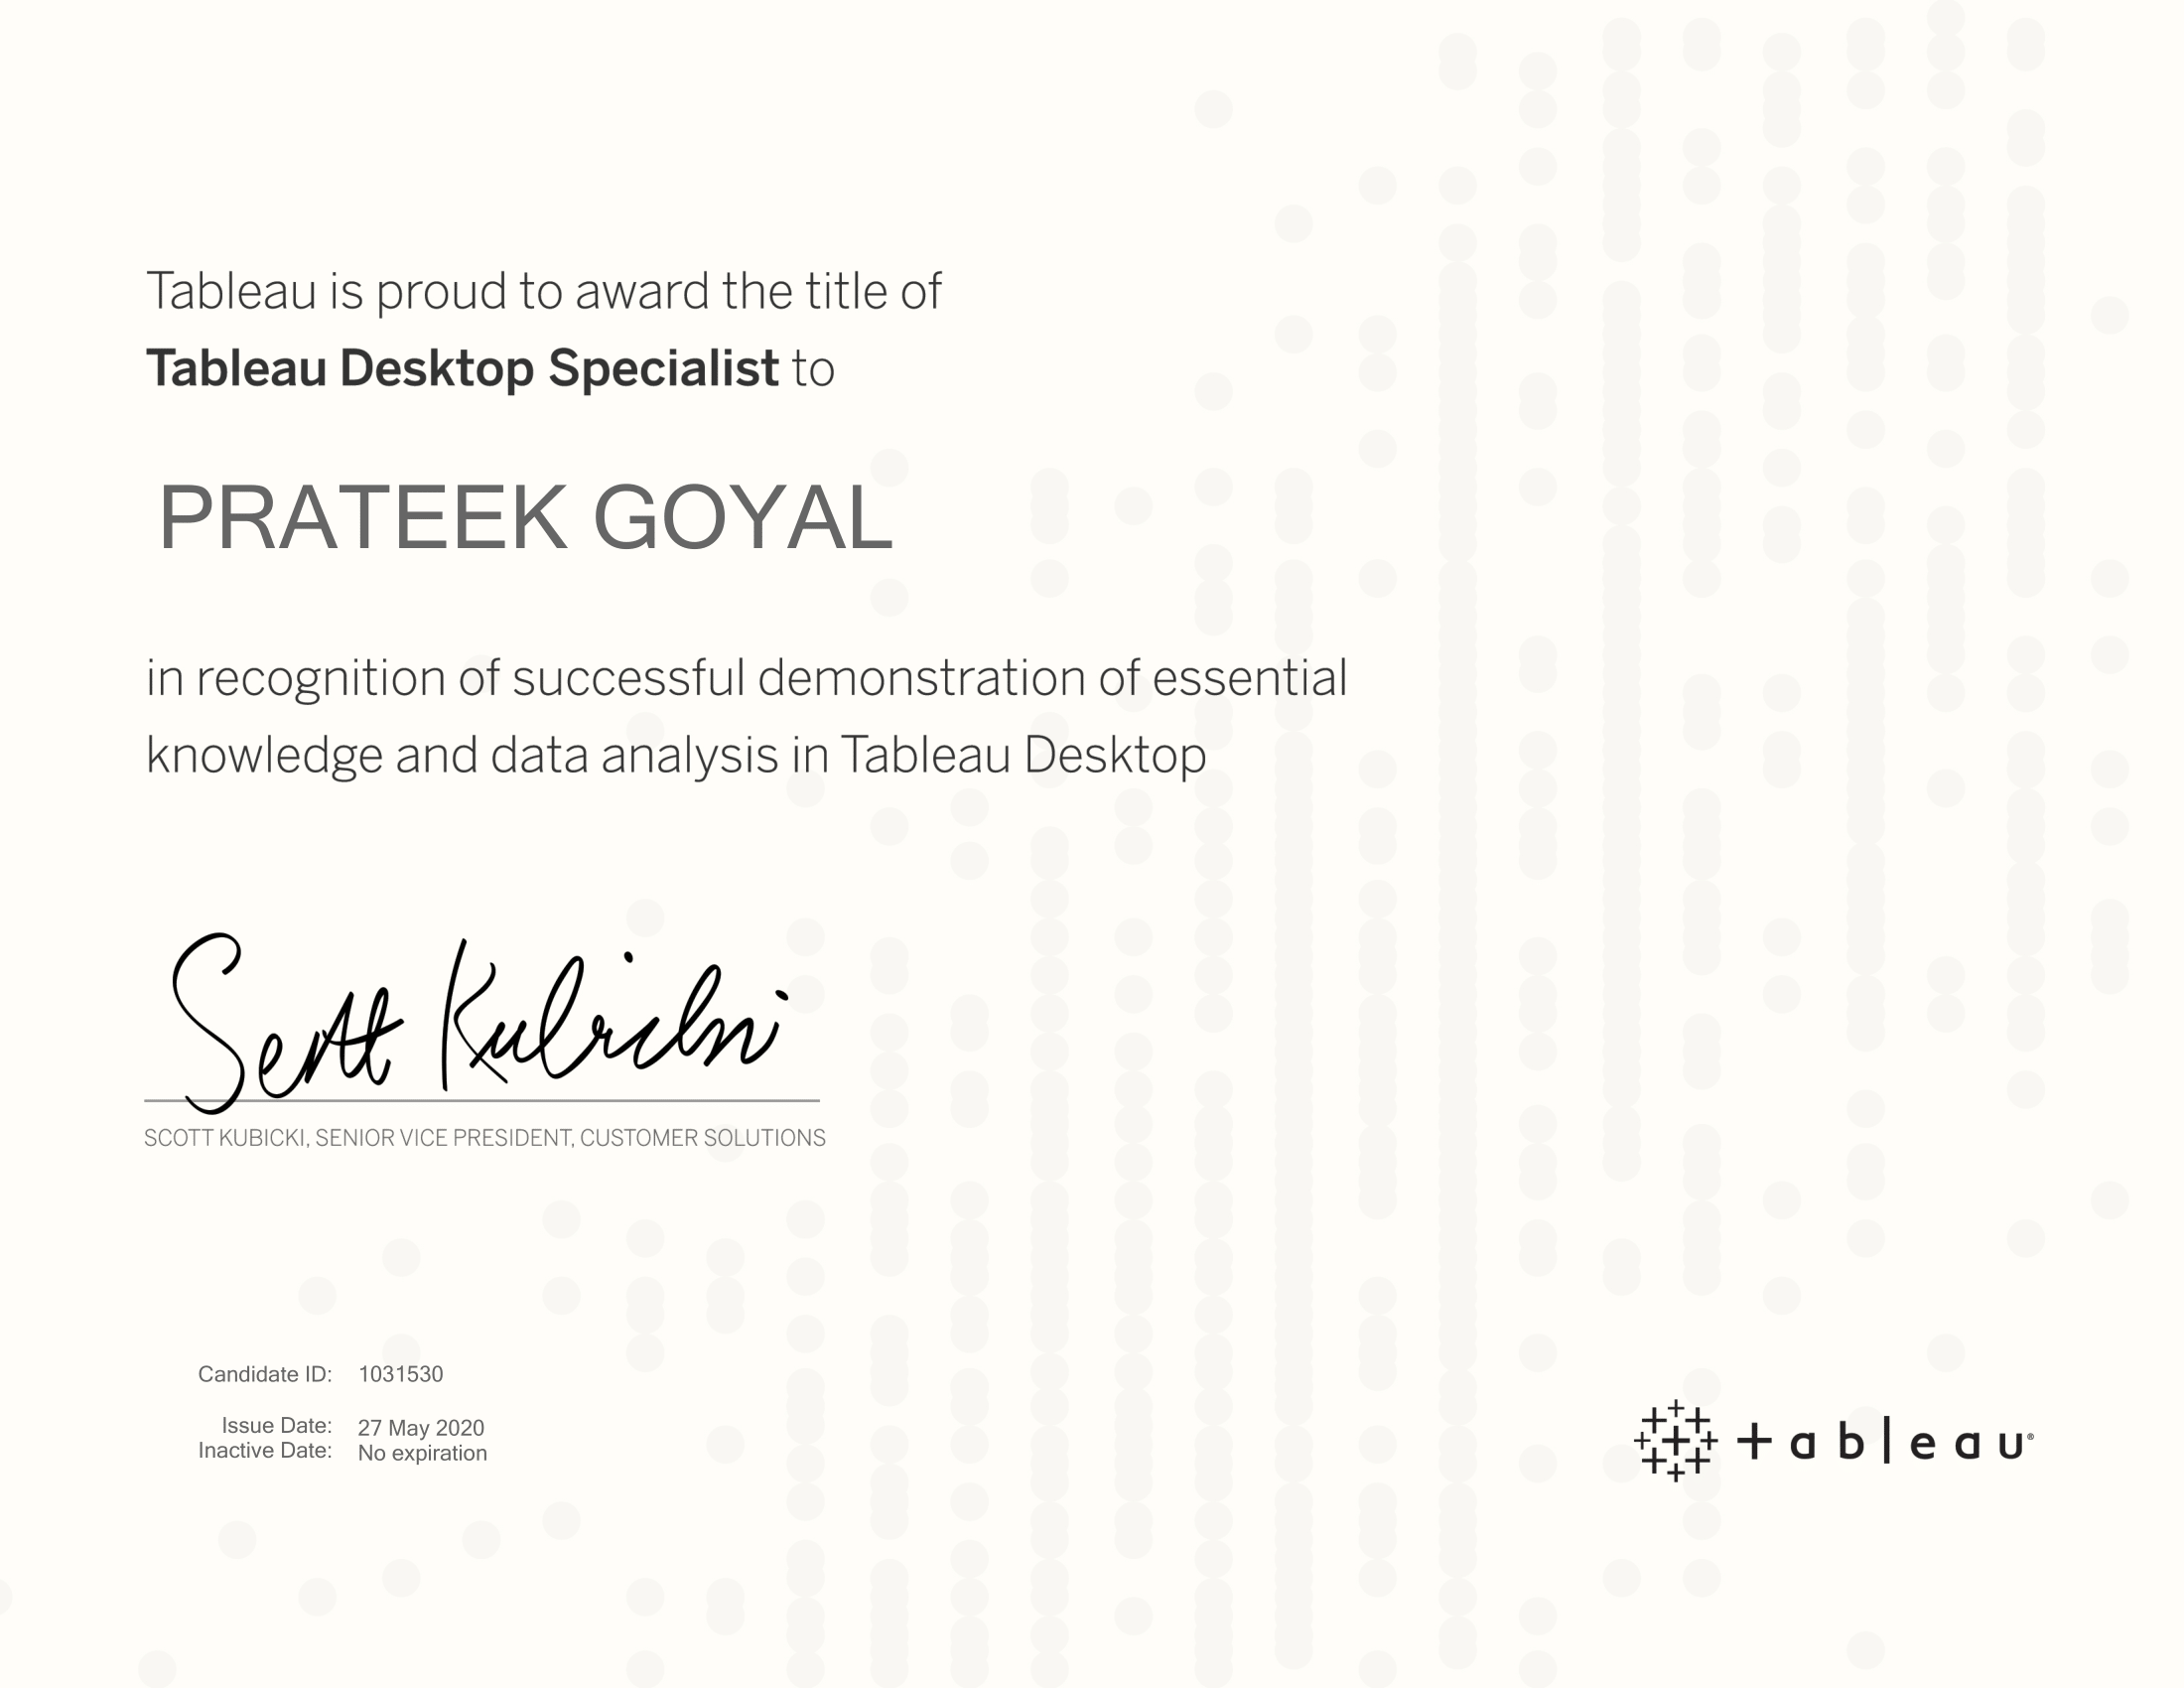 Tableau is proud to award the title of
Tableau Desktop Specialist to
PRATEEK GOYAL
in recognition of successful demonstration of essential
knowledge and data analysis in Tableau Desktop
Scott Kubicki
SCOTT KUBICKI, SENIOR VICE PRESIDENT, CUSTOMER SOLUTIONS
Candidate ID: 1031530
Issue Date: 27 May 2020
Inactive Date: No expiration
+ableau®